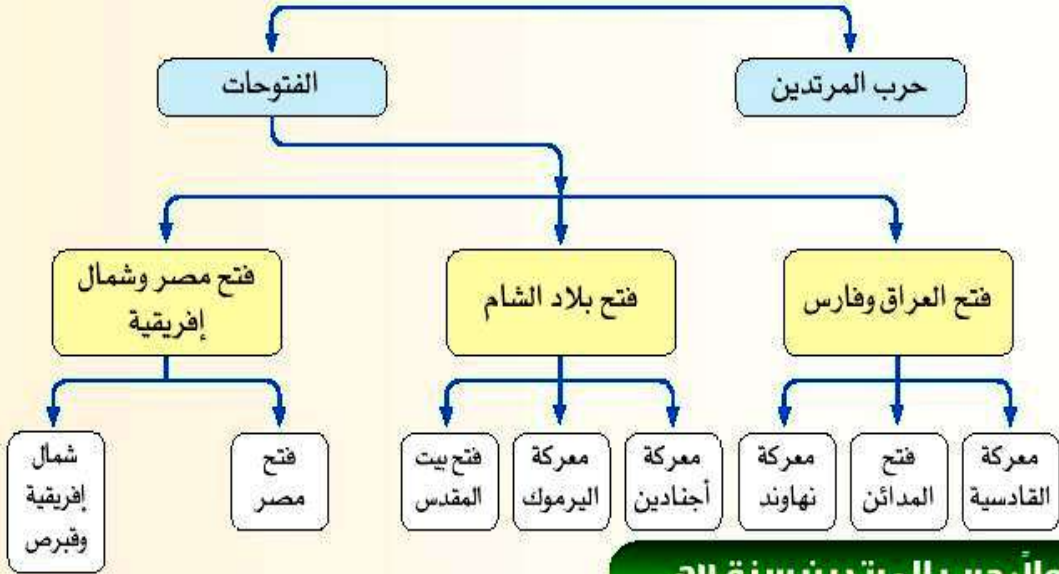 حرب المرتدين
الفتوحات
فتح العراق وفارس
فتح بلاد الشام
فتح مصر وشمال
إفريقية
معركة
القادسية
فتح
المدائن
معركة
نهاوند
معركة
أجنادين
معركة
اليرموك
فتح بيت
المقدس
فتح
مصر
شمال
إفريقية
وقبرص